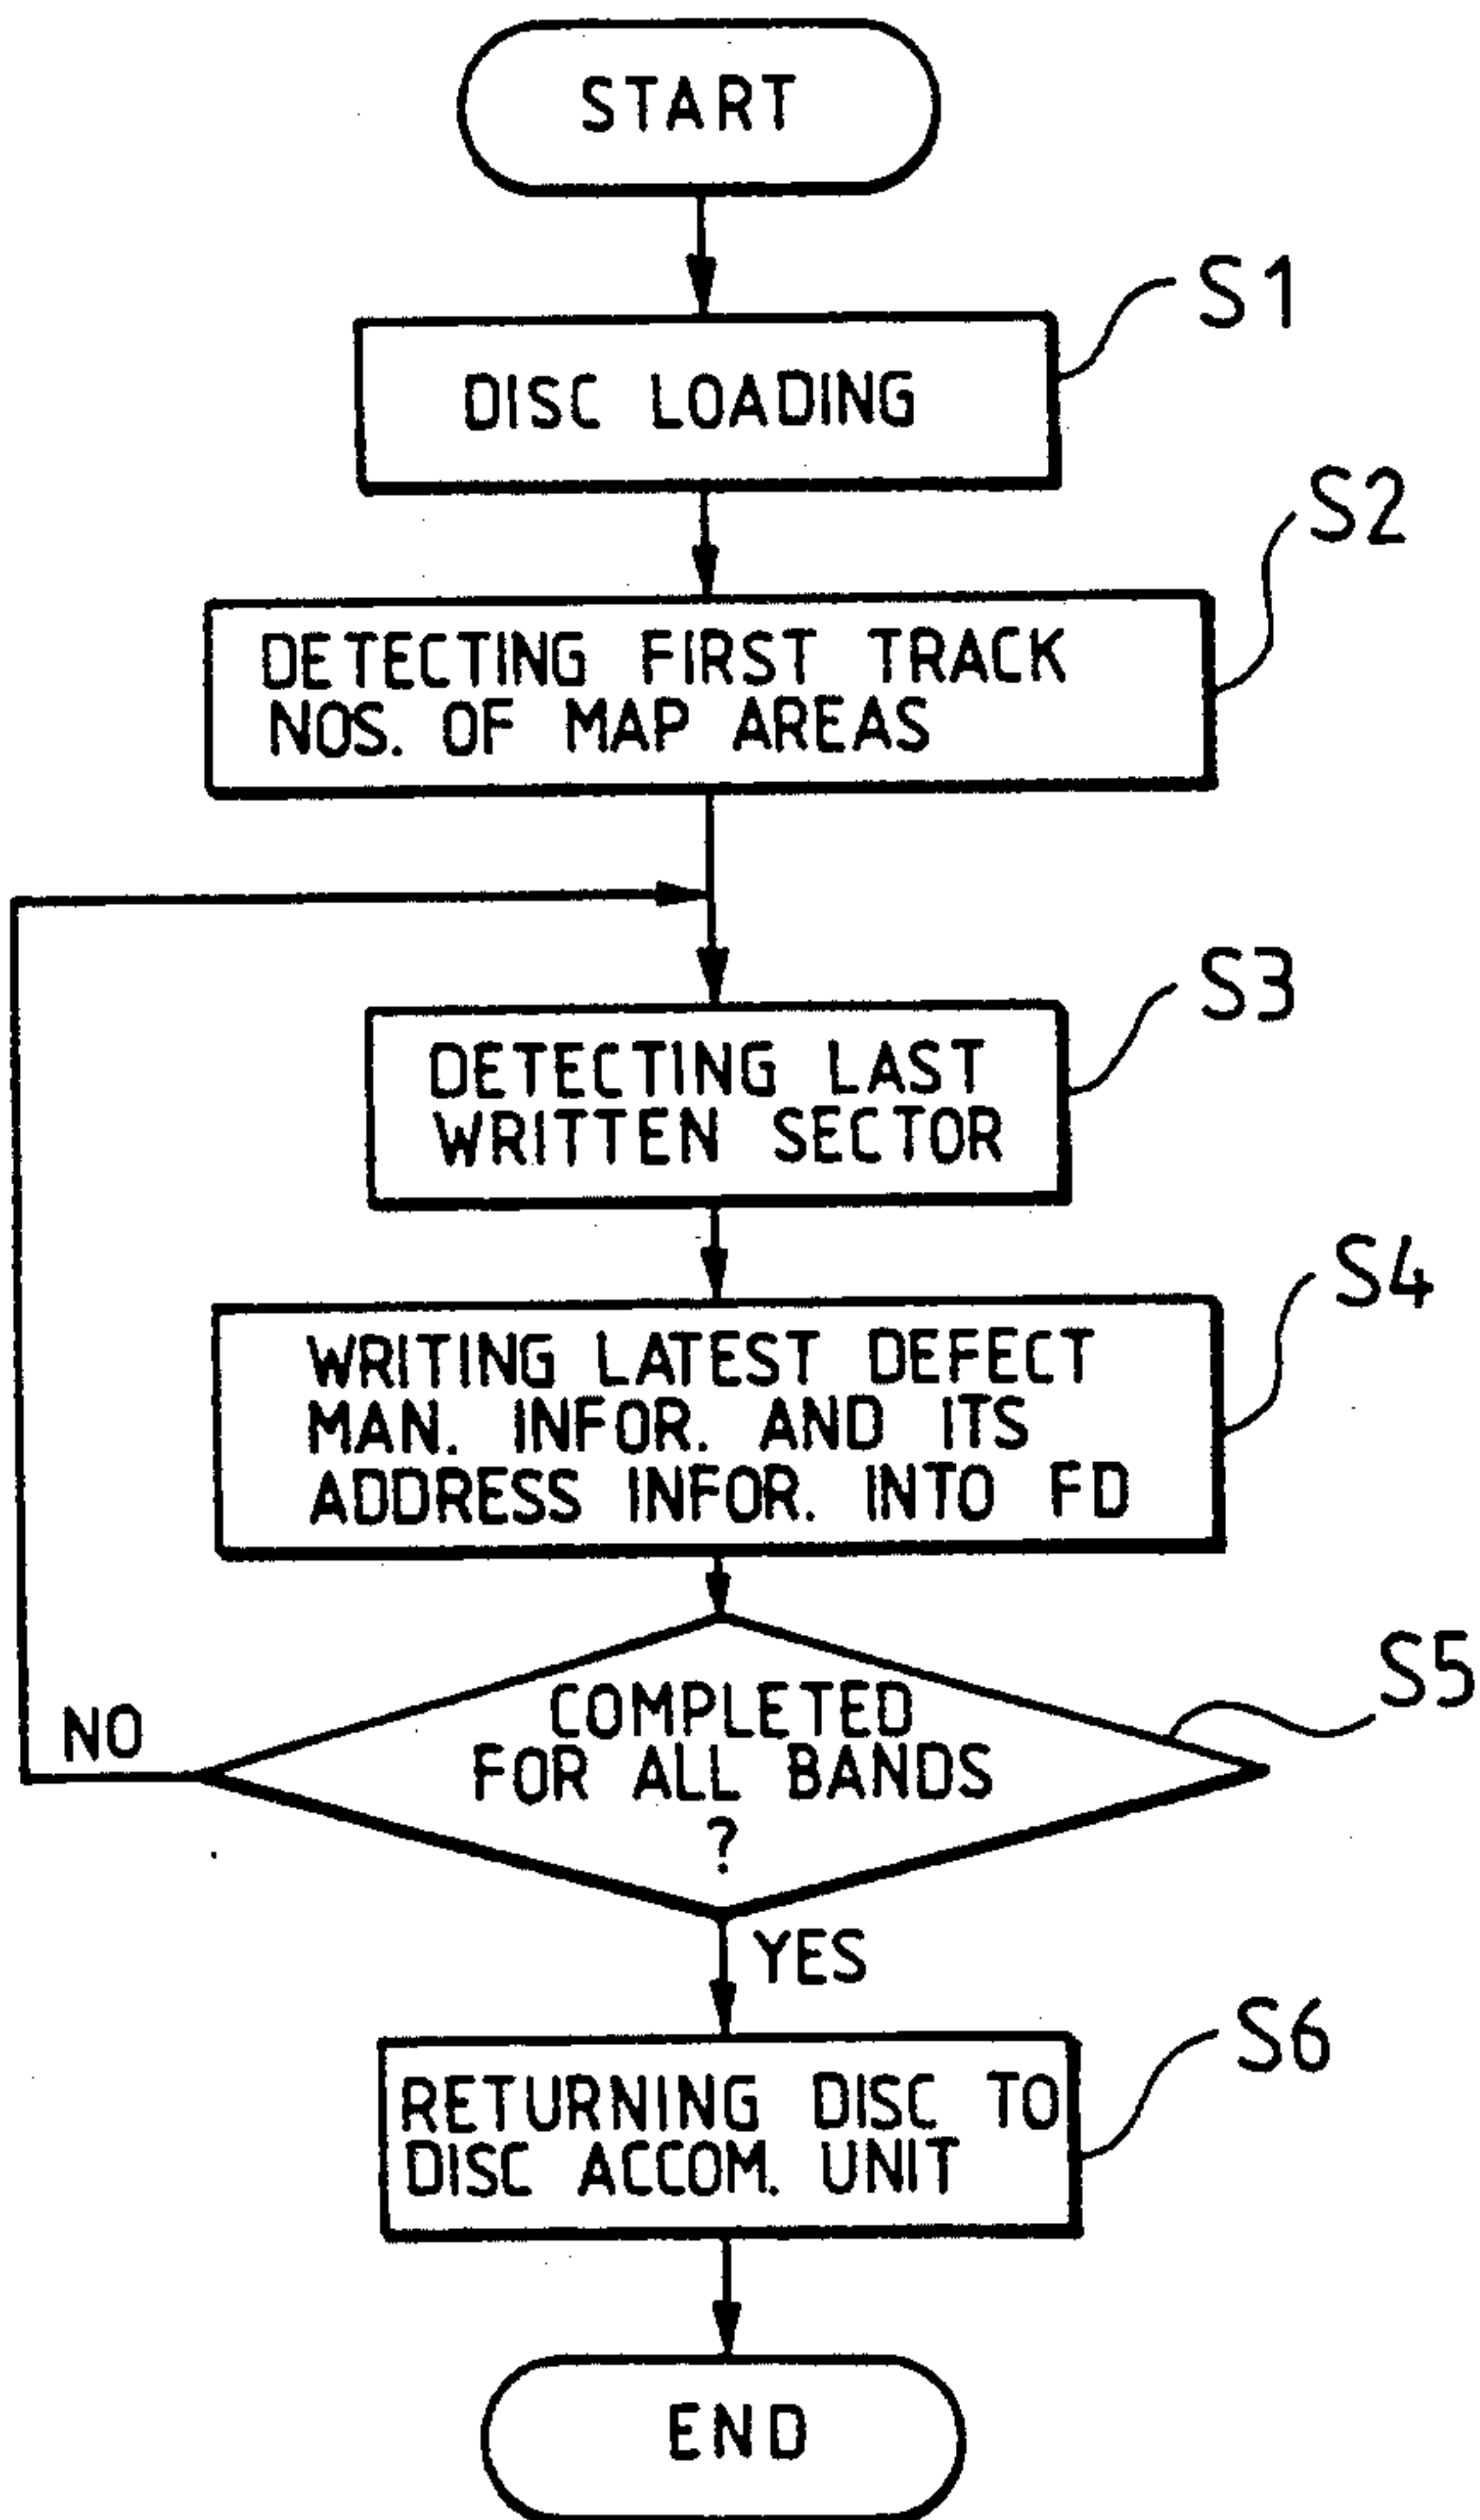 START
S1
DISC LOADING
S2
DETECTING FIRST TRACK
NOS. OF MAP AREAS
S3
DETECTING LAST
WRITTEN SECTOR
S4
WRITING LATEST DEFECT
MAN. INFOR. AND ITS
ADDRESS INFOR. INTO FD
S5
COMPLETED
FOR ALL BANDS
?
NO
YES
S6
RETURNING DISC TO
DISC ACCOM. UNIT
END